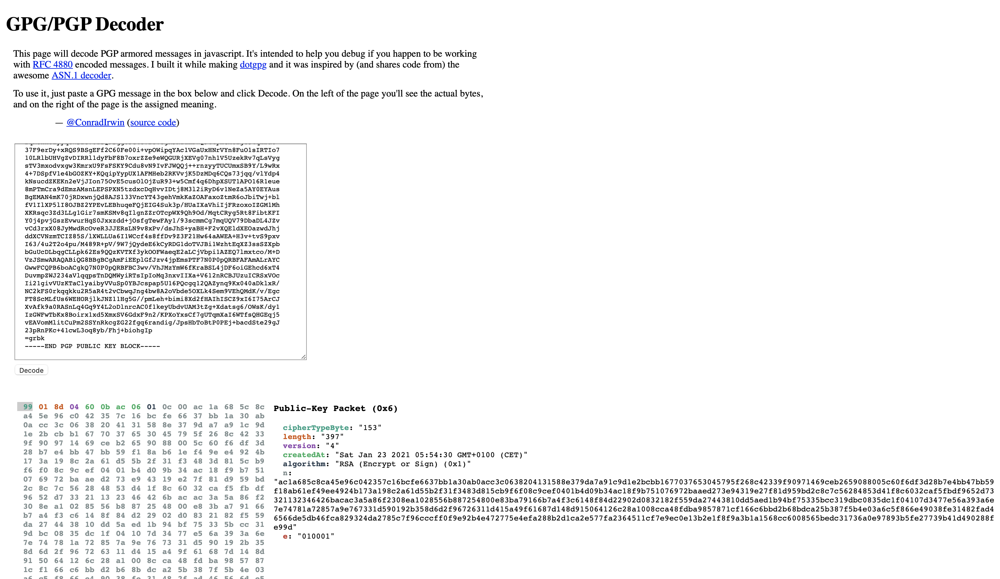 GPG/PGP Decoder
This page will decode PGP armored messages in javascript. It's intended to help you debug if you happen to be working
with RFC 4880 encoded messages. I built it while making dotgpg and it was inspired by (and shares code from) the
awesome ASN.1 decoder.
To use it, just paste a GPG message in the box below and click Decode. On the left of the page you'll see the actual bytes,
and on the right of the page is the assigned meaning.
— @ConradIrwin (source code)
37F9erDy+xRQS9BSgEFf2C60Fe00i+vpOWipqYAc1VGaUxHNrVYn8FuO1sIRTIo7
10LRlbUHVgZvDIRRl1dyFbF8B7oxrZZe9eWQGURjXEVg07nh1V5UzekRv7qLsVyg
sTV3mxodvxgw3KmrxU9FsFSKY9Cdu8vN9IvFJWQQj++rnzyyTUCUmxSB9Y/L9wRx
4+7DSpfV1e4bGOZKY+KQqipYypUX1AFMHeb2RKVvjK5DzMDq6CQs73jqq/vlYdp4
kNsucdZKEKn2eVjJIon75OvE5cusOlOjZuR93+w5Cmf4q6DhpXSUT1APO16R1eue
8mPTmCra9dEmzAMsnLEPSPXN5tzdxcDqHvvIDtj8M3l2iRyD6v1NeZa5AY0EYAus
BgEMAN4mK70jRDxwnjQd8AJS133VncYT43gehVmkKaZOAFaxoZtmR6oJbiTwj+bl
fV1IlXP5lI8OJBZ2YPEvLEBhuqeFQjEIG4Suk3p/HUaIXaVhiIjFRzoxoIZGM1Mh
XKRsqc3Zd3LLg1Gir7smKSMv8qIlgnZZrOTcpWX9Qh9Od/MqtCRyg5Rt8FibtKFI
Y0j4pvjGszEvwurHqS0Jxxzdd+jOsfgTewFAy1/93scmmCg7mqUQV79DbaDL4JZv
vCd3rxX08JyMwdRcOveR3JJERsLN9v8xPv/dsJhS+yaBH+F2vXQEldXEOazwdJhj
ddXCVNzmTCIZ85S/lXWLLUa6I1WCcf4s8ffDv9Z3F21Hw64aAWEA+H3v+tvS9pxv
I63/4u2T2o4pu/M489R+pV/9W7jQydeE6kCyRDG1doTVJBi1WzhtEqXZ3ssSZXpb
bGuUcDLbqgCLLpk62Es9QQzKVTXf3ykOOFWaeqE2aLCjVbpi1AZEQ7lmxtco/M+D
VzJSmwARAQABiQG8BBgBCgAmFiEEplGfJzv4jpEmsPTF7N0P0pQRBFAFAmALrAYC
GwwFCQPB6boACgkQ7N0P0pQRBFBC3wv/VhJMzYmW6fKraBSL4jDF6oiGEhcd6xT4
DuvmpZWJ234aVlqqpsTnDQMWyiRTsIpIoMq3nxvIIXa+V612nRCBJUzuICRSxVOc
Ii21givVUzKTaClyaibyVVuSp0YBJcspap5U16PQcgq12QAZynq9Kx040aDklxR/
NC2kFS0rkqqkku2R5aR4t2vCbwqJng4bw8A2oVbde5OXLk4Sem9VEhQMdK/v/Egc
FT8ScMLfUs6WEHORjlkJNZ11Hg5G//pmLeh+bimi8Xd2fHAIhISCZ9xI6I75ArCJ
XvAfk9a0RASnLq4Gq9Y4L2oDlnrcAC0f1keyUbdvUAM3tZg+Xdatsg6/OWsK/dy1
IzGWFwTbKx8Boirx1xd5XmxSV6GdxF9n2/KPXoYxsCf7gUTqmXaI6WTfsQHGEqj5
vEAVomMlitCuPm2SSYnRkcgZG22fgq6randig/JpsHbToBtP0PEj+bacdSte29gJ
23pRnPKc+41cwL3oq8yb/Fhj+biohgIp
=grbk
-----END PGP PUBLIC KEY BLOCK-----
Decode
99 01 8d 04 60 0b ac 06 01 0c 00 ac 1a 68 5c 8c
a4 5e 96 c0 42 35 7c 16 bc fe 66 37 bb 1a 30 ab
0a cc 3c 06 38 20 41 31 58 8e 37 9d a7 a9 1c 9d
1e 2b cb b1 67 70 37 65 30 45 79 5f 26 8c 42 33
9f 90 97 14 69 ce b2 65 90 88 00 5c 60 f6 df 3d
28 b7 e4 bb 47 bb 59 f1 8a b6 1e f4 9e e4 92 4b
17 3a 19 8c 2a 61 d5 5b 2f 31 f3 48 3d 81 5c b9
f6 f0 8c 9c ef 04 01 b4 d0 9b 34 ac 18 f9 b7 51
07 69 72 ba ae d2 73 e9 43 19 e2 7f 81 d9 59 bd
2c 8c 7c 56 28 48 53 d4 1f 8c 60 32 ca f5 fb df
96 52 d7 33 21 13 23 46 42 6b ac ac 3a 5a 86 f2
30 8e a1 02 85 56 b8 87 25 48 00 e8 3b a7 91 66
b7 a4 f3 c6 14 8f 84 d2 29 02 d0 83 21 82 f5 59
da 27 44 38 10 dd 5a ed 1b 94 bf 75 33 5b cc 31
9d bc 08 35 dc 1f 04 10 7d 34 77 e5 6a 39 3a 6e
7e 74 78 1a 72 85 7a 9e 76 73 31 d5 90 19 2b 35
8d 6d 2f 96 72 63 11 d4 15 a4 9f 61 68 7d 14 8d
91 50 64 12 6c 28 a1 00 8c ca 48 fd ba 98 57 87
1c f1 66 c6 bb d2 b6 8b dc a2 5b 38 7f 5b 4e 03
a6 c5 f8 66 e4 90 38 fe 31 48 2f ad 46 56 6d e5
Public-Key Packet (0x6)
cipherTypeByte: "153"
length: "397"
version: "4"
createdAt: "Sat Jan 23 2021 05:54:30 GMT+0100 (CET)"
algorithm: "RSA (Encrypt or Sign) (0x1)"
n:
"ac1a685c8ca45e96c042357c16bcfe6637bb1a30ab0acc3c0638204131588e379da7a91c9d1e2bcbb1677037653045795f268c42339f90971469ceb2659088005c60f6df3d28b7e4bb47bb59
f18ab61ef49ee4924b173a198c2a61d55b2f31f3483d815cb9f6f08c9cef0401b4d09b34ac18f9b751076972baaed273e94319e27f81d959bd2c8c7c56284853d41f8c6032caf5fbdf9652d73
321132346426bacac3a5a86f2308ea1028556b887254800e83ba79166b7a4f3c6148f84d22902d0832182f559da27443810dd5aed1b94bf75335bcc319dbc0835dc1f04107d3477e56a393a6e
7e74781a72857a9e767331d590192b358d6d2f96726311d415a49f61687d148d915064126c28a1008cca48fdba9857871cf166c6bbd2b68bdca25b387f5b4e03a6c5f866e49038fe31482fad4
6566de5db46fca829324da2785c7f96cccff0f9e92b4e472775e4efa288b2d1ca2e577fa2364511cf7e9ec0e13b2e1f8f9a3b1a1568cc6008565bedc31736a0e97893b5fe27739b41d490288f
e99d"
e: "010001"